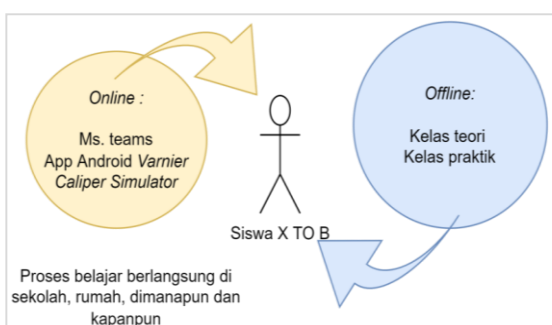 Online :
Ms. teams
App Android Varnier
Caliper Simulator
Offline:
Kelas teori
Kelas praktik
Siswa X TO B
Proses belajar berlangsung di
sekolah, rumah, dimanapun dan
kapanpun